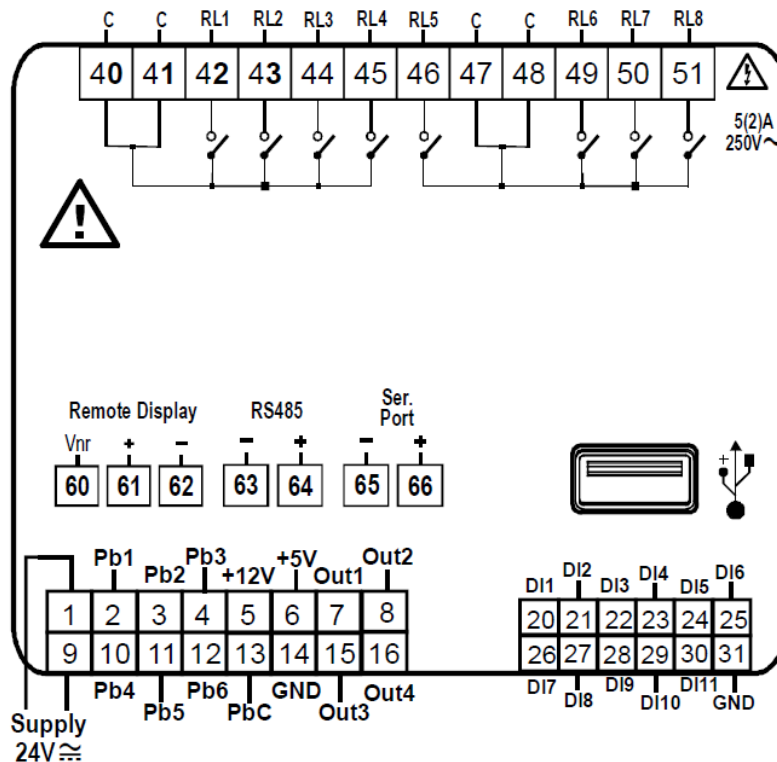 C C RL1 RL2 RL3 RL4 RL5 C C RL6 RL7 RL8
40 41 42 43 44 45 46 47 48 49 50 51
5(2)A
250V~
!
Remote Display RS485 Ser.
Port
Vnr + − − + − +
60 61 62 63 64 65 66
+
Pb1 Pb2 Pb3 +12V +5V Out1 Out2
1 2 3 4 5 6 7 8
9 10 11 12 13 14 15 16
Pb4 Pb5 Pb6 PbC GND Out3 Out4
DI1 DI2 DI3 DI4 DI5 DI6
20 21 22 23 24 25
26 27 28 29 30 31
DI7 DI8 DI9 DI10 DI11 GND
Supply
24V≂